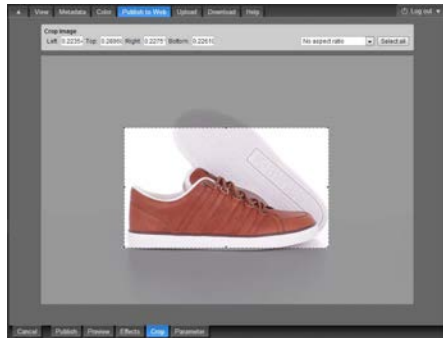 View Metadata Color Publish to Web Upload Download Help Log out
Crop Image
Left: Top: Right: Bottom: No aspect ratio Select all
Cancel Publish Preview Effects Crop Parameter